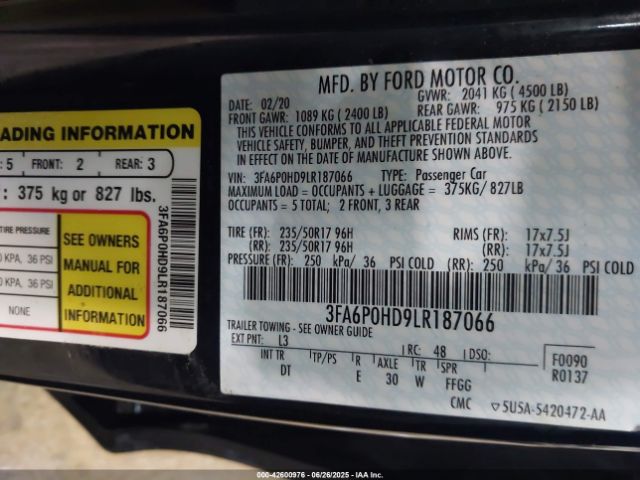 MFD. BY FORD MOTOR CO.
DATE: 02/20 GVWR: 2041 KG ( 4500 LB)
FRONT GAWR: 1089 KG ( 2400 LB) REAR GAWR: 975 KG ( 2150 LB)
THIS VEHICLE CONFORMS TO ALL APPLICABLE FEDERAL MOTOR
VEHICLE SAFETY, BUMPER, AND THEFT PREVENTION STANDARDS
IN EFFECT ON THE DATE OF MANUFACTURE SHOWN ABOVE.
VIN: 3FA6P0HD9LR187066 TYPE: Passenger Car
MAXIMUM LOAD = OCCUPANTS + LUGGAGE = 375KG/ 827LB
OCCUPANTS = 5 TOTAL; 2 FRONT, 3 REAR
TIRE (FR): 235/50R17 96H RIMS (FR): 17x7.5J
(RR): 235/50R17 96H (RR): 17x7.5J
PRESSURE (FR): 250 kPa/ 36 PSI COLD (RR): 250 kPa/ 36 PSI COLD
3FA6P0HD9LR187066
TRAILER TOWING - SEE OWNER GUIDE
EXT PNT: L3 RC: 48 DSO: F0090
INT TR TP/PS R AXLE TR SPR R0137
DT E 30 W FFGG
CMC 5U5A-5420472-AA
ADING INFORMATION
: 5 FRONT: 2 REAR: 3
: 375 kg or 827 lbs.
TIRE PRESSURE
0 KPA, 36 PSI
0 KPA, 36 PSI
NONE
SEE OWNERS
MANUAL FOR
ADDITIONAL
INFORMATION
3FA6P0HD9LR187066
000-42600976 | 06/26/2025 | IAA Inc.